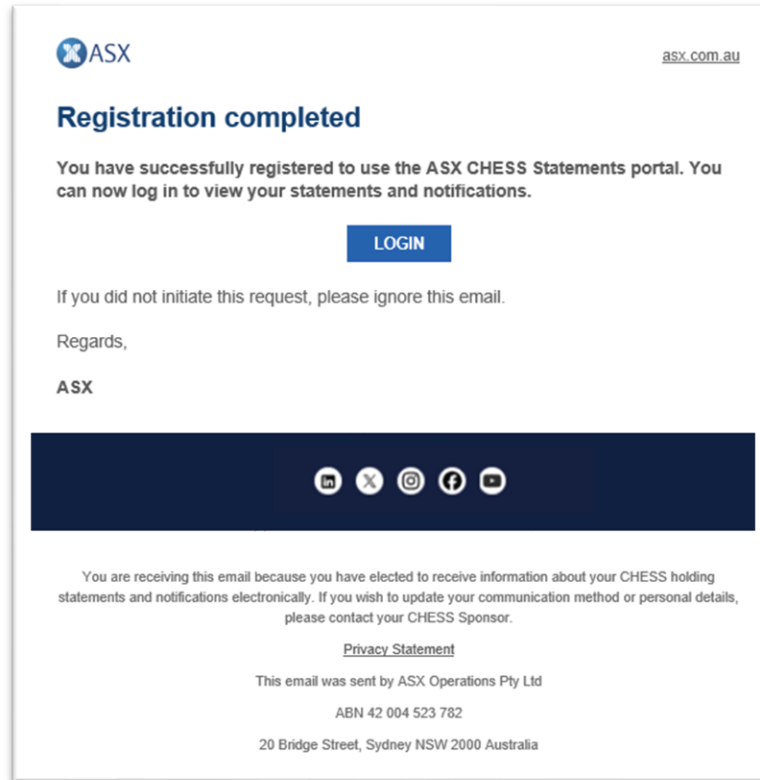 ASX
asx.com.au
Registration completed
You have successfully registered to use the ASX CHESS Statements portal. You
can now log in to view your statements and notifications.
LOGIN
If you did not initiate this request, please ignore this email.
Regards,
ASX
You are receiving this email because you have elected to receive information about your CHESS holding
statements and notifications electronically. If you wish to update your communication method or personal details,
please contact your CHESS Sponsor.
Privacy Statement
This email was sent by ASX Operations Pty Ltd
ABN 42 004 523 782
20 Bridge Street, Sydney NSW 2000 Australia